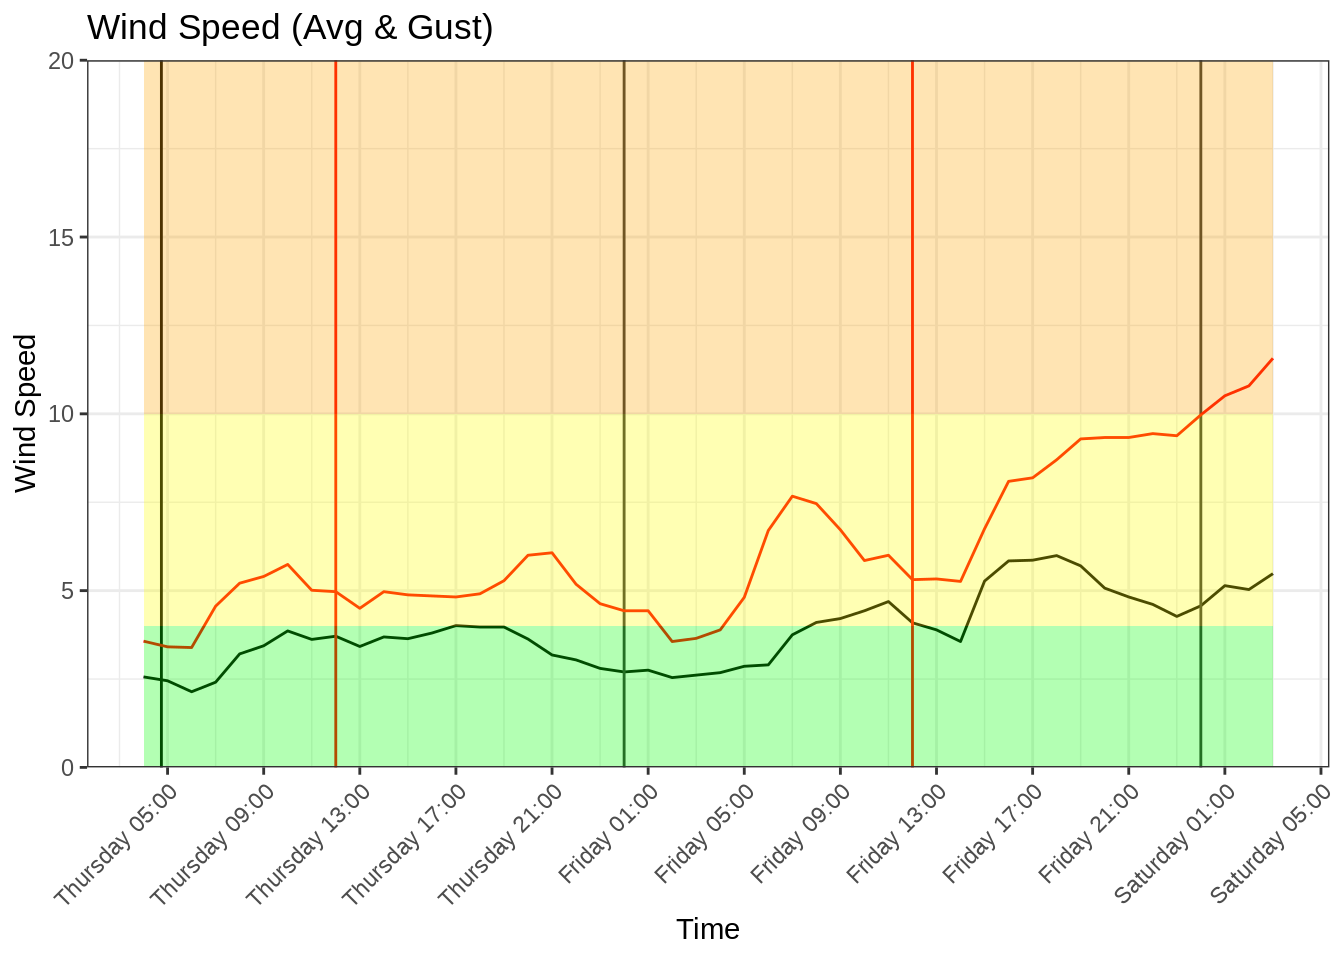 Wind Speed (Avg & Gust)
20
15
10
5
0
Wind Speed
Thursday 05:00
Thursday 09:00
Thursday 13:00
Thursday 17:00
Thursday 21:00
Friday 01:00
Friday 05:00
Friday 09:00
Friday 13:00
Friday 17:00
Friday 21:00
Saturday 01:00
Saturday 05:00
Time